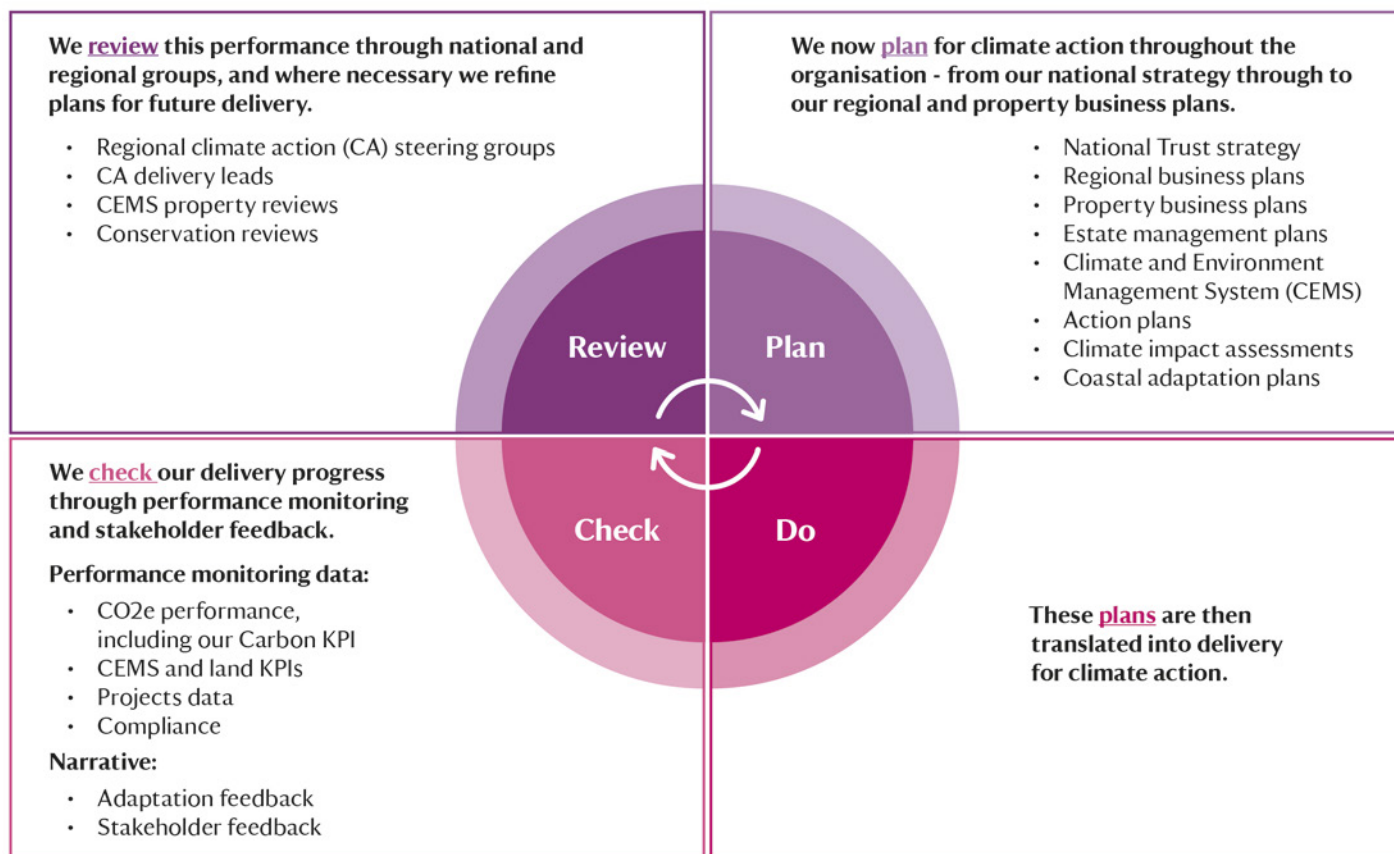 We review this performance through national and
regional groups, and where necessary we refine
plans for future delivery.
• Regional climate action (CA) steering groups
• CA delivery leads
• CEMS property reviews
• Conservation reviews
We now plan for climate action throughout the
organisation - from our national strategy through to
our regional and property business plans.
• National Trust strategy
• Regional business plans
• Property business plans
• Estate management plans
• Climate and Environment
Management System (CEMS)
• Action plans
• Climate impact assessments
• Coastal adaptation plans
Review
Plan
Check
Do
We check our delivery progress
through performance monitoring
and stakeholder feedback.
Performance monitoring data:
• CO2e performance,
including our Carbon KPI
• CEMS and land KPIs
• Projects data
• Compliance
Narrative:
• Adaptation feedback
• Stakeholder feedback
These plans are then
translated into delivery
for climate action.